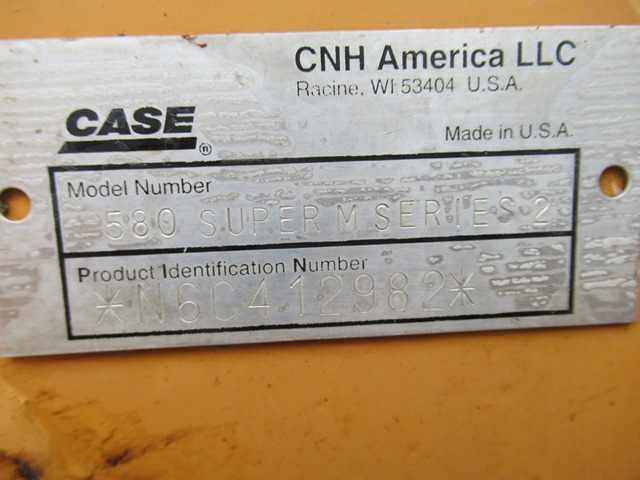 CNH America LLC
Racine, WI 53404 U.S.A.
CASE®
Made in U.S.A.
Model Number
580 SUPER M SERIES 2
Product Identification Number
*N6C412982*